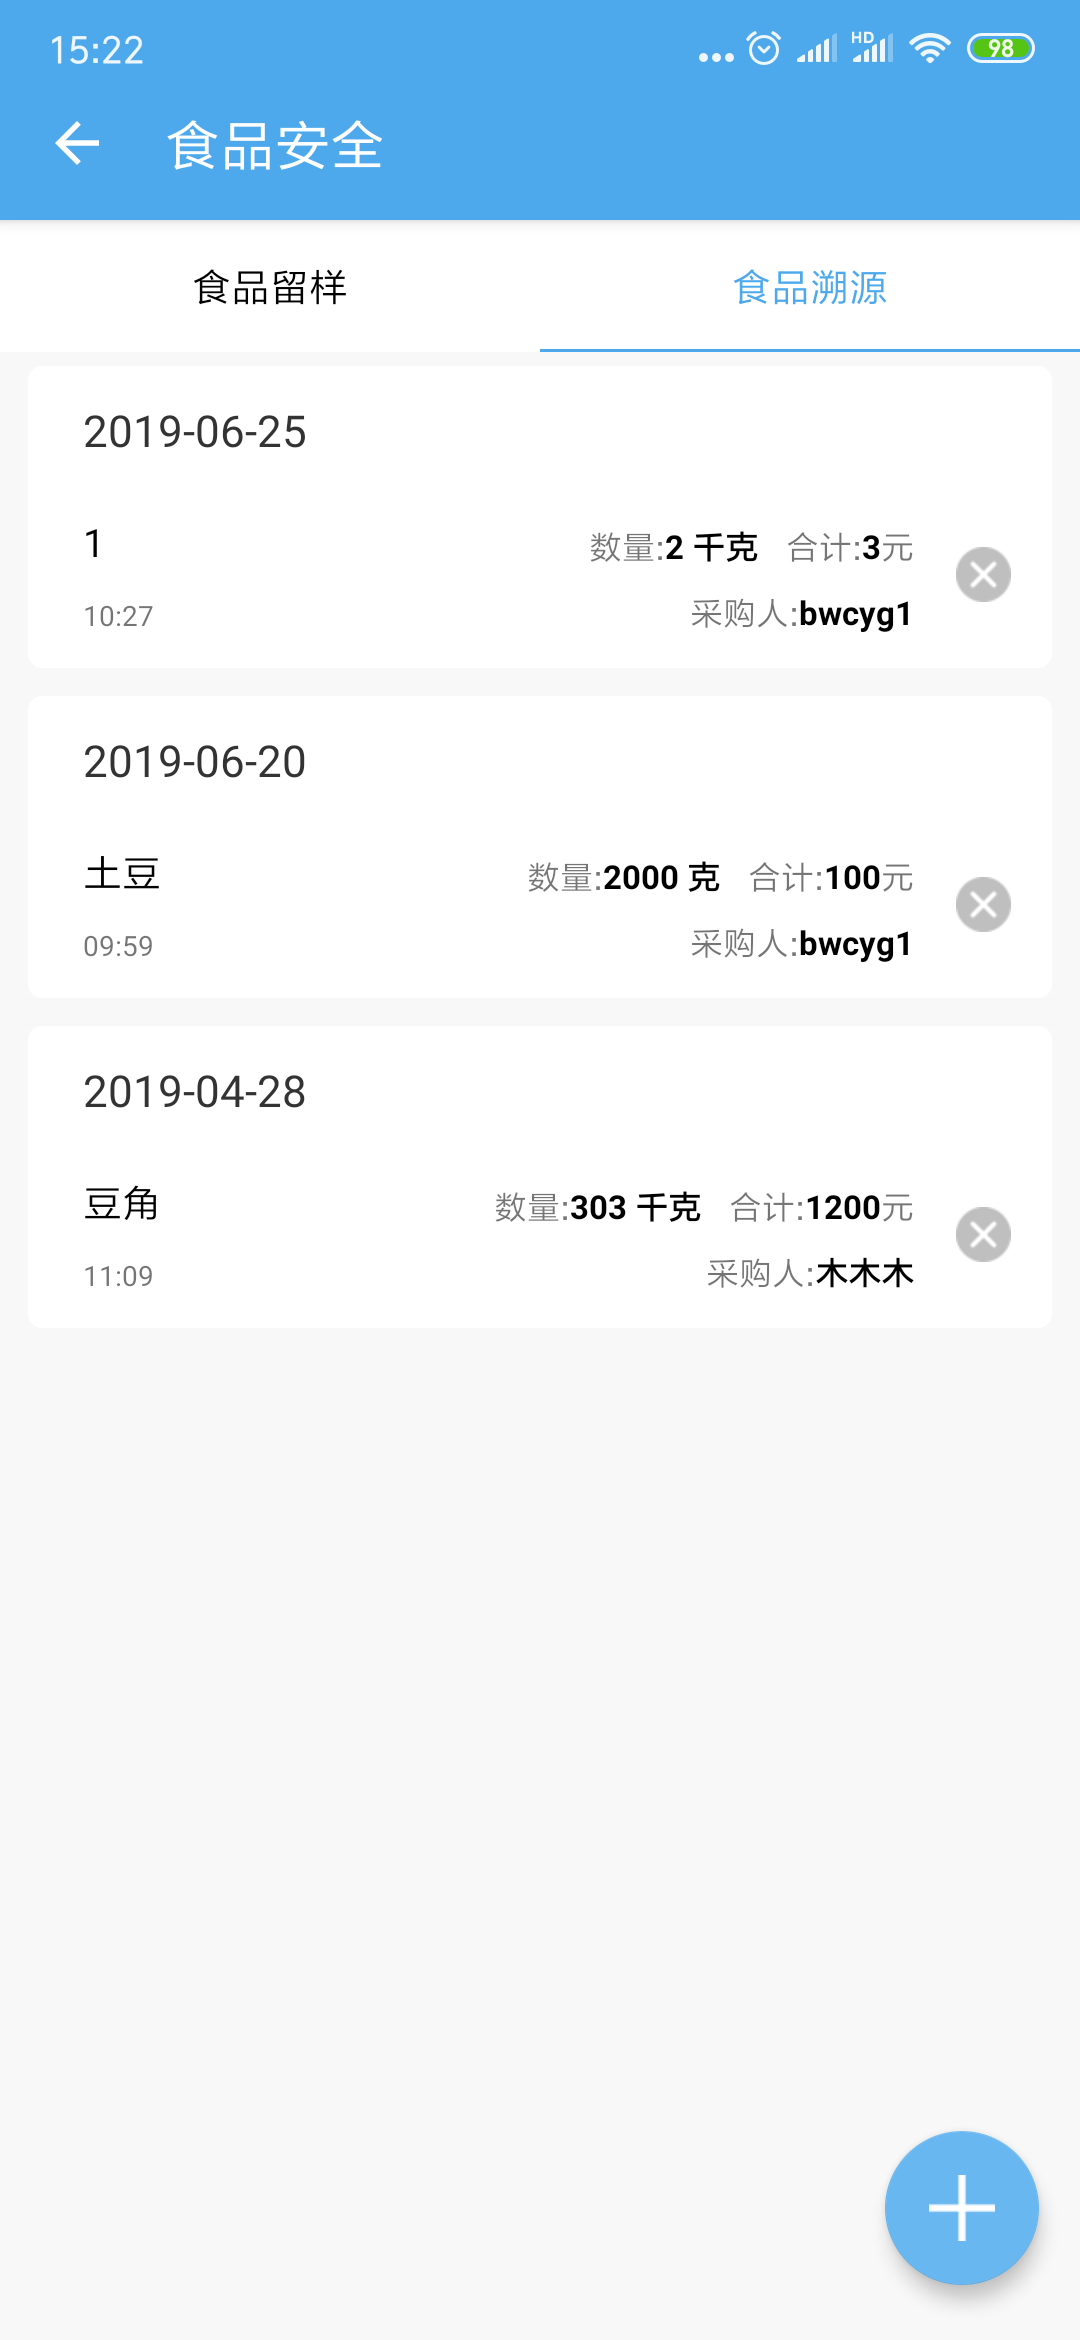 15:22
HD
98
食品安全
食品留样
食品溯源
2019-06-25
1
数量:2 千克 合计:3元
10:27
采购人:bwcyg1
2019-06-20
土豆
数量:2000 克 合计:100元
09:59
采购人:bwcyg1
2019-04-28
豆角
数量:303 千克 合计:1200元
11:09
采购人:木木木